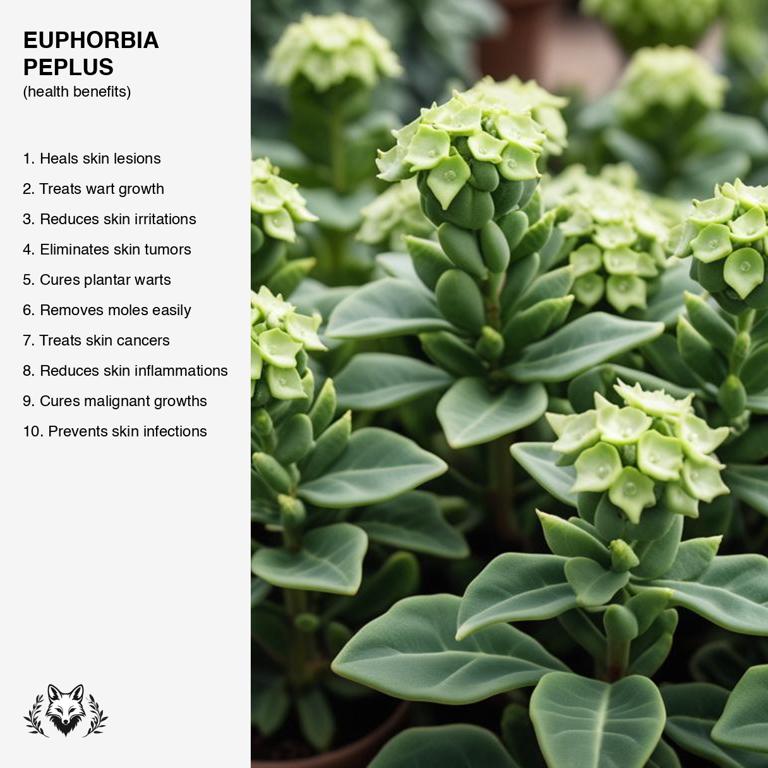 EUPHORBIA
PEPLUS
(health benefits)
1. Heals skin lesions
2. Treats wart growth
3. Reduces skin irritations
4. Eliminates skin tumors
5. Cures plantar warts
6. Removes moles easily
7. Treats skin cancers
8. Reduces skin inflammations
9. Cures malignant growths
10. Prevents skin infections